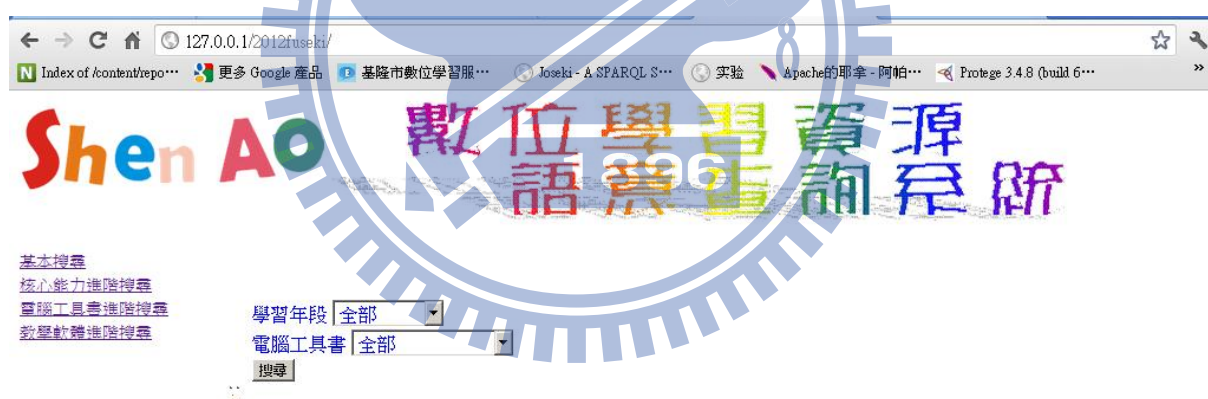 127.0.0.1/2012fuseki/
Index of /content/repo… 更多 Google 產品 基隆市數位學習服… Joseki - A SPARQL S… 实验 Apache的耶拿 - 阿帕… Protege 3.4.8 (build 6… »
Shen AO 數位學習資源
語意查詢系統
1896
8
基本搜尋
核心能力進階搜尋
電腦工具書進階搜尋
教學軟體進階搜尋
學習年段 全部
電腦工具書 全部
搜尋